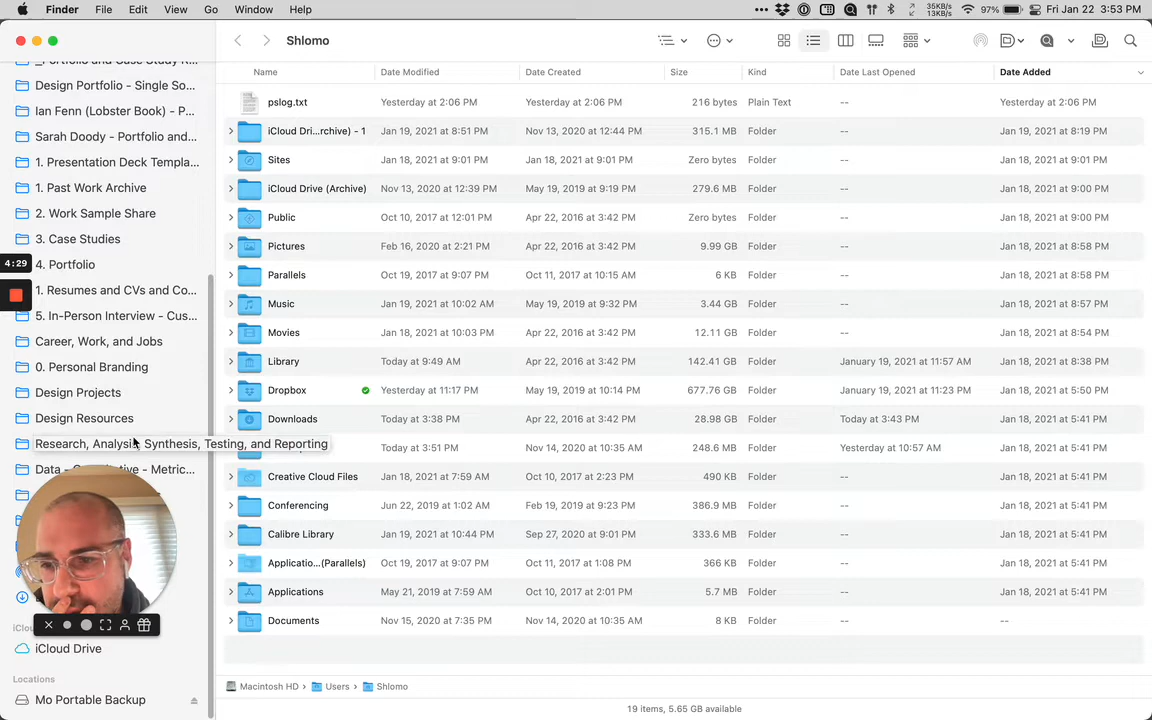 Finder File Edit View Go Window Help
35KB/s
13KB/s
97%
Fri Jan 22 3:53 PM
Shlomo
Design Portfolio - Single So...
Ian Fenn (Lobster Book) - P...
Sarah Doody - Portfolio and...
1. Presentation Deck Templa...
1. Past Work Archive
2. Work Sample Share
3. Case Studies
4:29
4. Portfolio
1. Resumes and CVs and Co...
5. In-Person Interview - Cus...
Career, Work, and Jobs
0. Personal Branding
Design Projects
Design Resources
Research, Analysis, Synthesis, Testing, and Reporting
iCloud Drive
Locations
Mo Portable Backup
Name Date Modified Date Created Size Kind Date Last Opened Date Added
pslog.txt Yesterday at 2:06 PM Yesterday at 2:06 PM 216 bytes Plain Text -- Yesterday at 2:06 PM
iCloud Dri...rchive) - 1 Jan 19, 2021 at 8:51 PM Nov 13, 2020 at 12:44 PM 315.1 MB Folder -- Jan 19, 2021 at 8:19 PM
Sites Jan 18, 2021 at 9:01 PM Jan 18, 2021 at 9:01 PM Zero bytes Folder -- Jan 18, 2021 at 9:01 PM
iCloud Drive (Archive) Nov 13, 2020 at 12:39 PM May 19, 2019 at 9:19 PM 279.6 MB Folder -- Jan 18, 2021 at 9:00 PM
Public Oct 10, 2017 at 12:01 PM Apr 22, 2016 at 3:42 PM Zero bytes Folder -- Jan 18, 2021 at 9:00 PM
Pictures Feb 16, 2020 at 2:21 PM Apr 22, 2016 at 3:42 PM 9.99 GB Folder -- Jan 18, 2021 at 8:58 PM
Parallels Oct 19, 2017 at 9:07 PM Oct 11, 2017 at 10:15 AM 6 KB Folder -- Jan 18, 2021 at 8:58 PM
Music Jan 19, 2021 at 10:02 AM May 19, 2019 at 9:32 PM 3.44 GB Folder -- Jan 18, 2021 at 8:57 PM
Movies Jan 18, 2021 at 10:03 PM Apr 22, 2016 at 3:42 PM 12.11 GB Folder -- Jan 18, 2021 at 8:54 PM
Library Today at 9:49 AM Apr 22, 2016 at 3:42 PM 142.41 GB Folder January 19, 2021 at 11:57 AM Jan 18, 2021 at 8:38 PM
Dropbox Yesterday at 11:17 PM May 19, 2019 at 10:14 PM 677.76 GB Folder January 19, 2021 at 11:23 PM Jan 18, 2021 at 5:50 PM
Downloads Today at 3:38 PM Apr 22, 2016 at 3:42 PM 28.98 GB Folder Today at 3:43 PM Jan 18, 2021 at 5:41 PM
Today at 3:51 PM Nov 14, 2020 at 10:35 AM 248.6 MB Folder Yesterday at 10:57 AM Jan 18, 2021 at 5:41 PM
Creative Cloud Files Jan 18, 2021 at 7:59 AM Oct 10, 2017 at 2:23 PM 490 KB Folder -- Jan 18, 2021 at 5:41 PM
Conferencing Jun 22, 2019 at 1:02 AM Feb 19, 2019 at 9:23 PM 386.9 MB Folder -- Jan 18, 2021 at 5:41 PM
Calibre Library Jan 19, 2021 at 10:44 PM Sep 27, 2020 at 9:01 PM 333.6 MB Folder -- Jan 18, 2021 at 5:41 PM
Applicatio...(Parallels) Oct 19, 2017 at 9:07 PM Oct 11, 2017 at 1:08 PM 366 KB Folder -- Jan 18, 2021 at 5:41 PM
Applications May 21, 2019 at 7:59 AM Oct 10, 2017 at 2:01 PM 5.7 MB Folder -- Jan 18, 2021 at 5:41 PM
Documents Nov 15, 2020 at 7:35 PM Nov 14, 2020 at 10:35 AM 8 KB Folder -- --
Macintosh HD › Users › Shlomo
19 items, 5.65 GB available